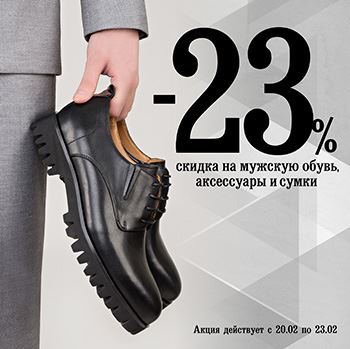 -23%
скидка на мужскую обувь,
аксессуары и сумки
Акция действует с 20.02 по 23.02